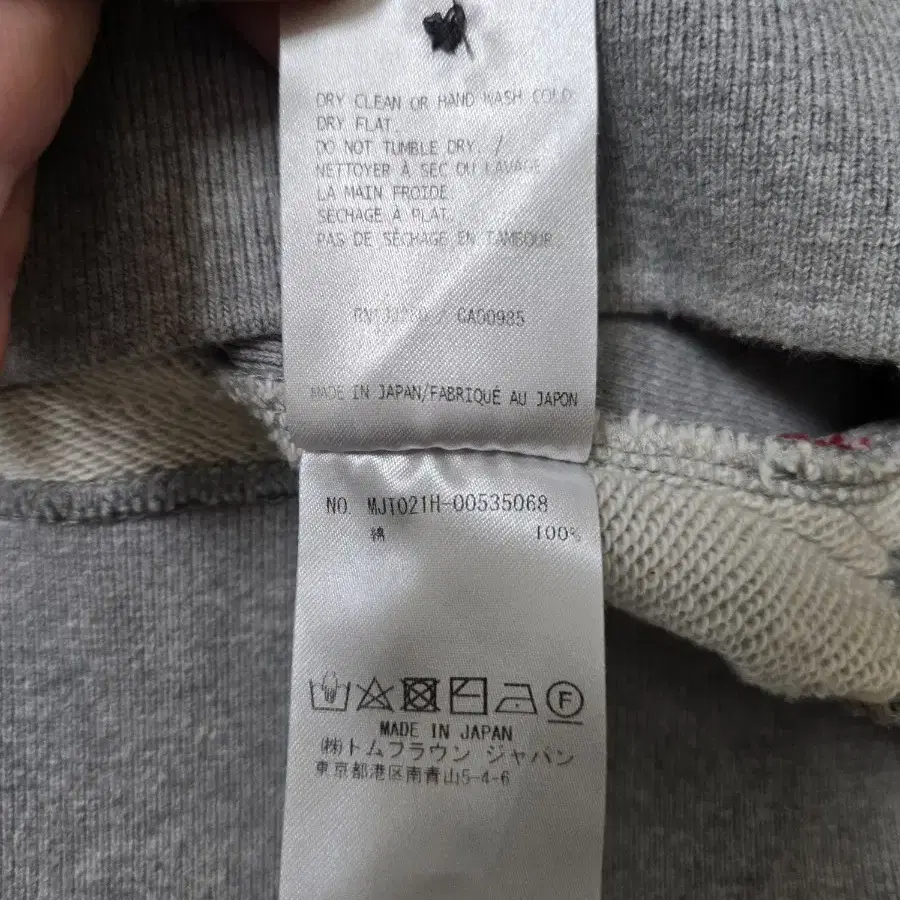 DRY CLEAN OR HAND WASH COLD.
DRY FLAT.
DO NOT TUMBLE DRY. /
NETTOYER À SEC OU LAVAGE
LA MAIN FROIDE.
SÉCHAGE À PLAT.
PAS DE SÉCHAGE EN TAMBOUR
/ CA00985
MADE IN JAPAN/FABRIQUÉ AU JAPON
NO. MJT021H-00535068
綿 100%
F
MADE IN JAPAN
㈱トムブラウン ジャパン
東京都港区南青山5-4-6